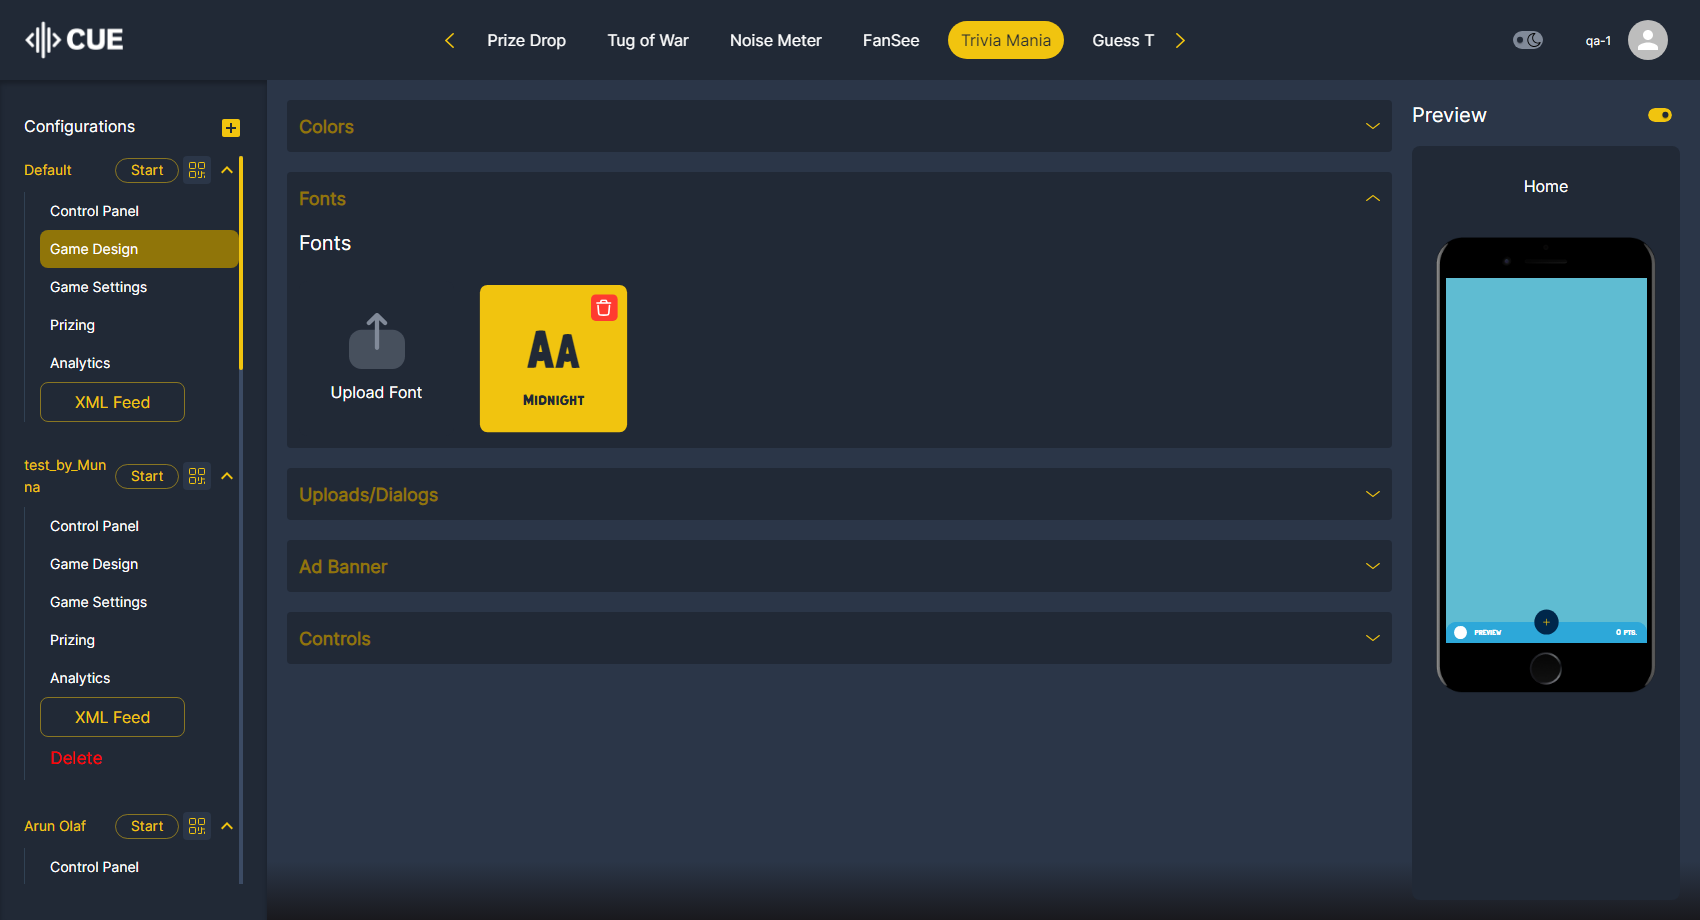 CUE
Prize Drop
Tug of War
Noise Meter
FanSee
Trivia Mania
Guess T
qa-1
Configurations
Default
Start
Control Panel
Game Design
Game Settings
Prizing
Analytics
XML Feed
test_by_Mun
na
Start
Control Panel
Game Design
Game Settings
Prizing
Analytics
XML Feed
Delete
Arun Olaf
Start
Control Panel
Colors
Fonts
Fonts
Upload Font
AA
MIDNIGHT
Uploads/Dialogs
Ad Banner
Controls
Preview
Home
PREVIEW
0 PTS.